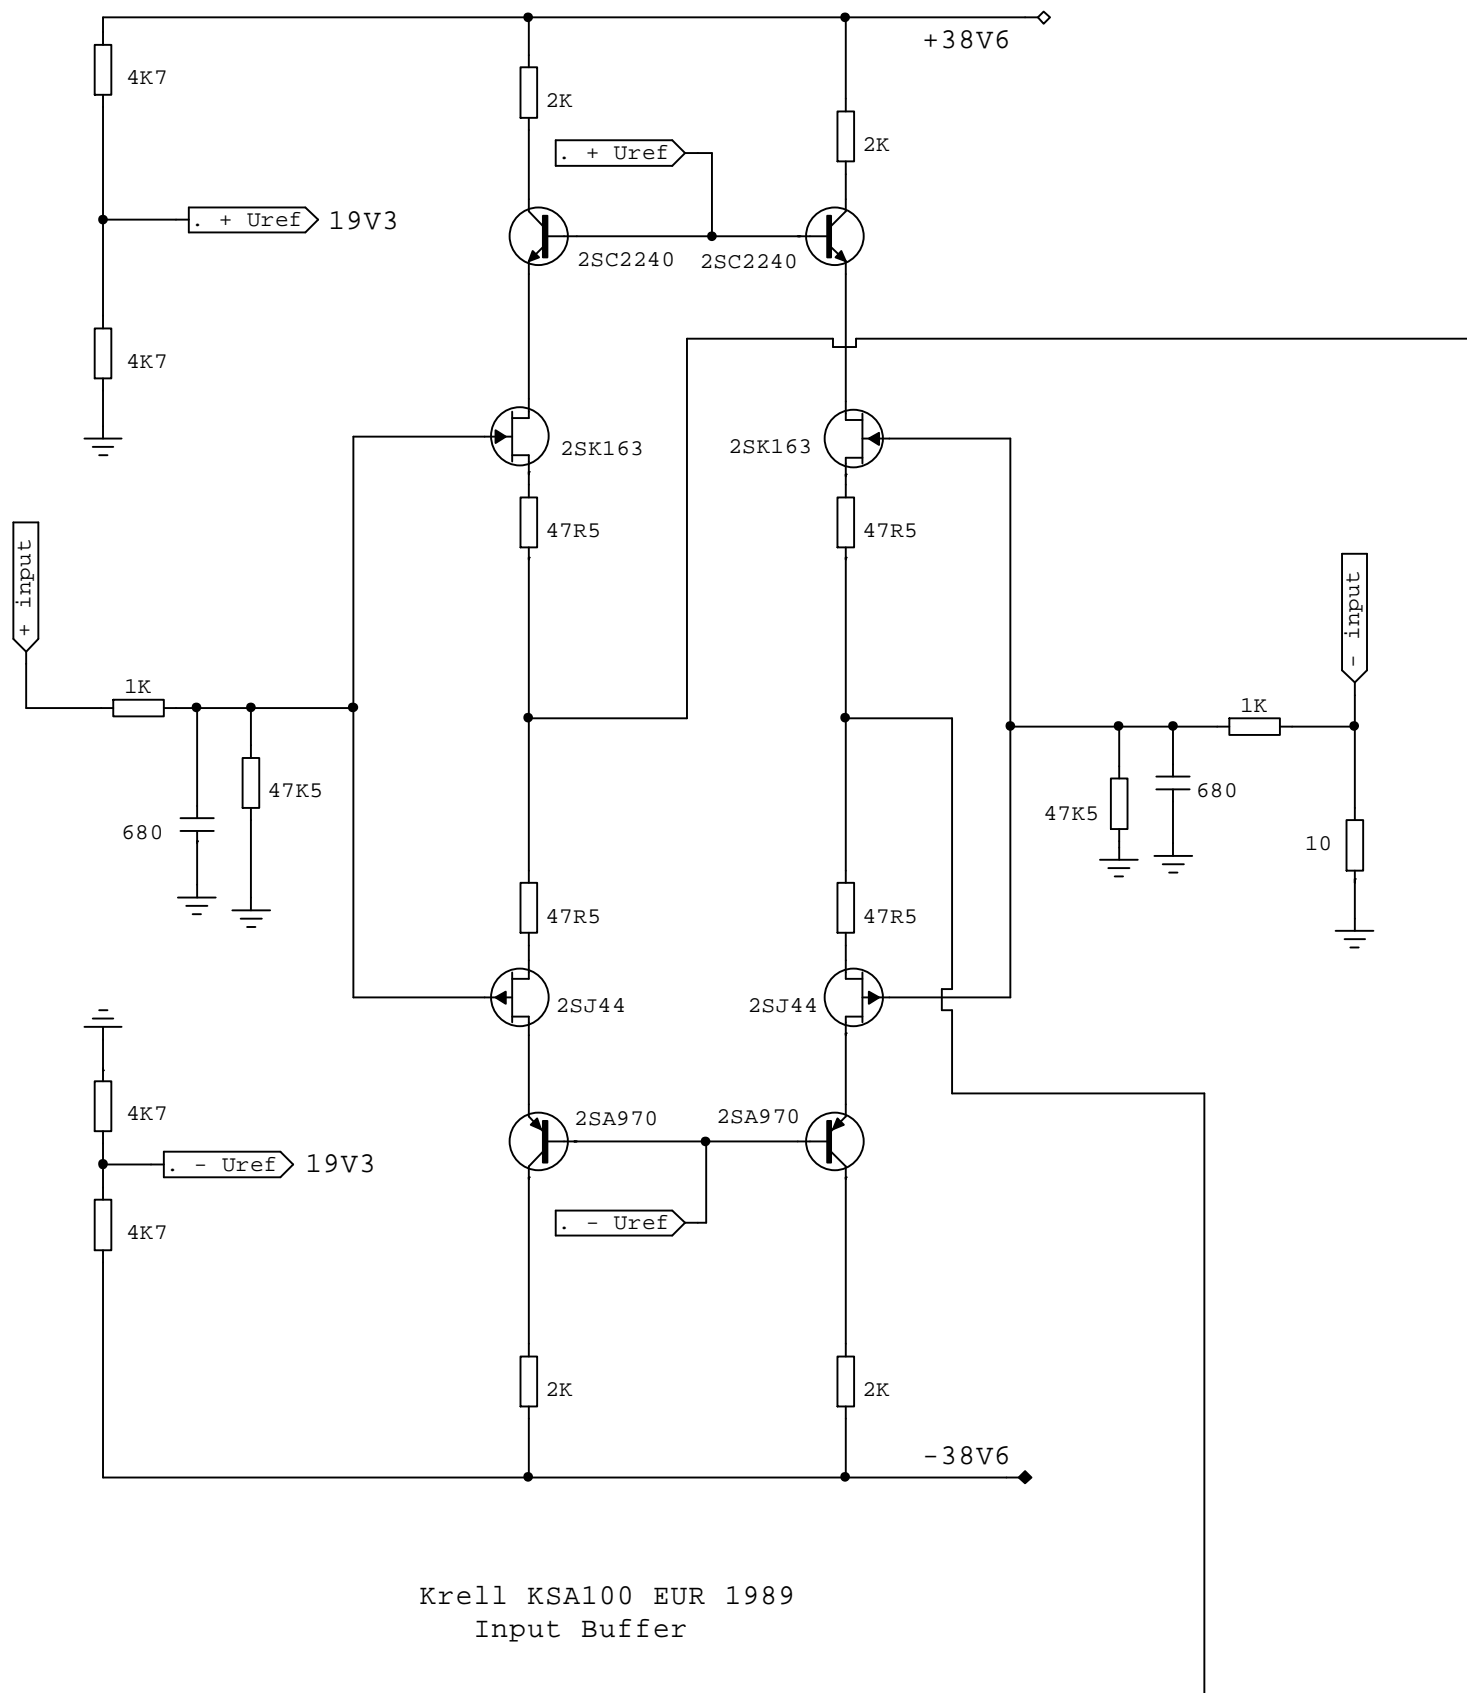 +38V6
4K7
2K
2K
. + Uref
. + Uref
19V3
2SC2240
2SC2240
4K7
2SK163
2SK163
47R5
47R5
+ input
- input
1K
1K
47K5
680
47K5
680
10
47R5
47R5
2SJ44
2SJ44
4K7
2SA970
2SA970
. - Uref
19V3
. - Uref
4K7
2K
2K
-38V6
Krell KSA100 EUR 1989
Input Buffer